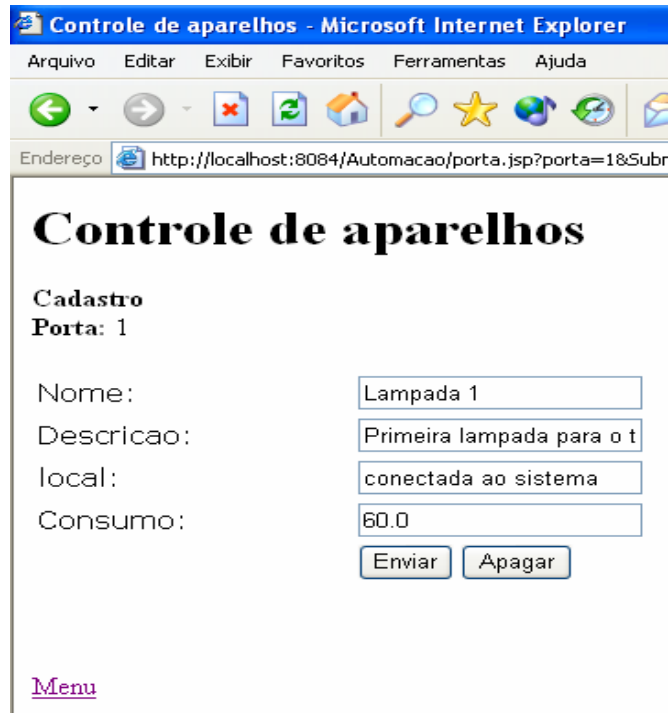 Controle de aparelhos - Microsoft Internet Explorer
Arquivo Editar Exibir Favoritos Ferramentas Ajuda
Endereço http://localhost:8084/Automacao/porta.jsp?porta=1&Subr
Controle de aparelhos
Cadastro
Porta: 1
Nome: Lampada 1
Descricao: Primeira lampada para o t
local: conectada ao sistema
Consumo: 60.0
Enviar Apagar
Menu